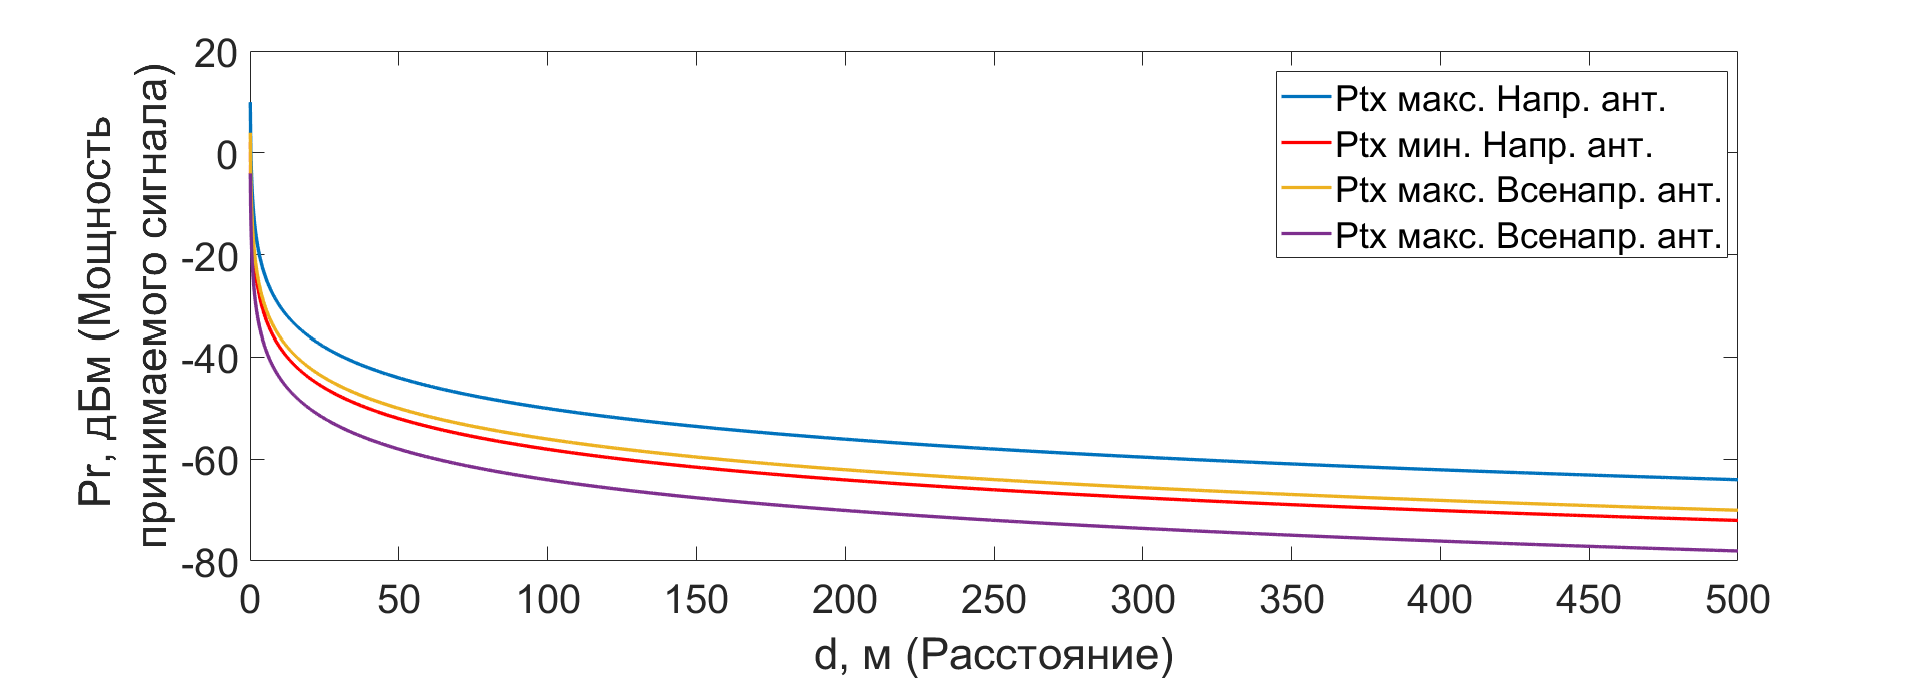 Pr, дБм (Мощность
принимаемого сигнала)
20
0
-20
-40
-60
-80
Ptx макс. Напр. ант.
Ptx мин. Напр. ант.
Ptx макс. Всенапр. ант.
Ptx макс. Всенапр. ант.
0 50 100 150 200 250 300 350 400 450 500
d, м (Расстояние)